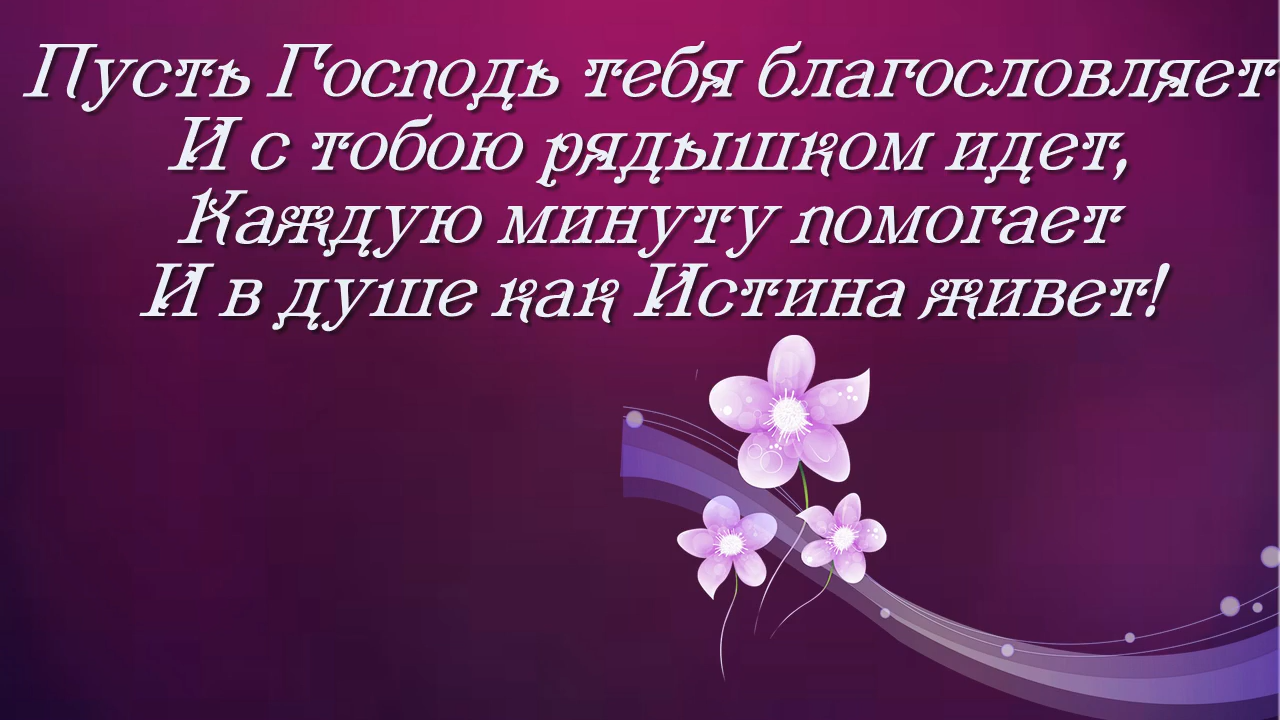 Пусть Господь тебя благословляет
И с тобою рядышком идет,
Каждую минуту помогает
И в душе как Истина живет!